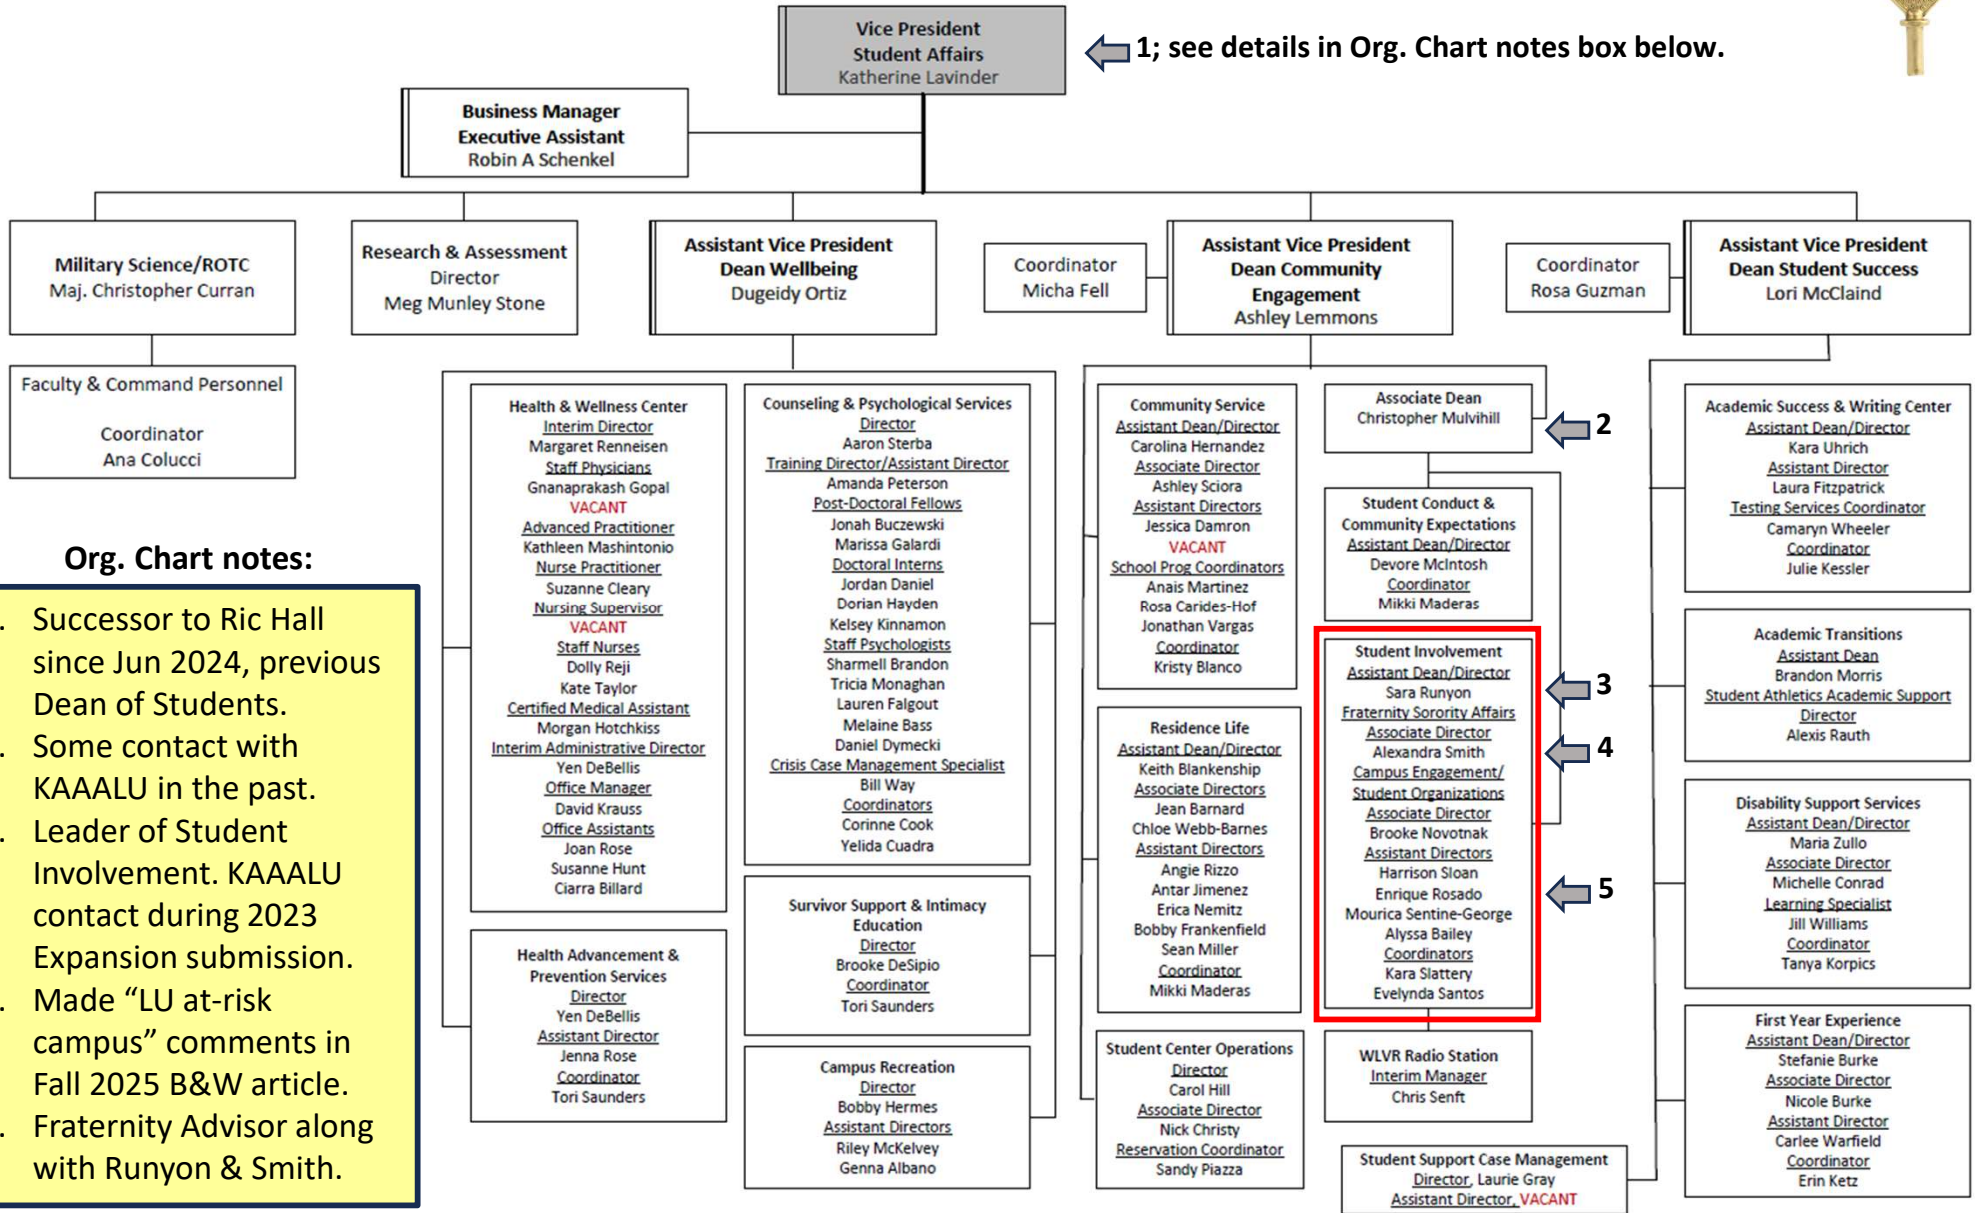 Vice President
Student Affairs
Katherine Lavinder
1; see details in Org. Chart notes box below.
Business Manager
Executive Assistant
Robin A Schenkel
Military Science/ROTC
Maj. Christopher Curran
Research & Assessment
Director
Meg Munley Stone
Assistant Vice President
Dean Wellbeing
Dugeidy Ortiz
Coordinator
Micha Fell
Assistant Vice President
Dean Community
Engagement
Ashley Lemmons
Coordinator
Rosa Guzman
Assistant Vice President
Dean Student Success
Lori McClaind
Faculty & Command Personnel
Coordinator
Ana Colucci
Health & Wellness Center
Interim Director
Margaret Renneisen
Staff Physicians
Gnanaprakash Gopal
VACANT
Advanced Practitioner
Kathleen Mashintonio
Nurse Practitioner
Suzanne Cleary
Nursing Supervisor
VACANT
Staff Nurses
Dolly Reji
Kate Taylor
Certified Medical Assistant
Morgan Hotchkiss
Interim Administrative Director
Yen DeBellis
Office Manager
David Krauss
Office Assistants
Joan Rose
Susanne Hunt
Ciarra Billard
Health Advancement &
Prevention Services
Director
Yen DeBellis
Assistant Director
Jenna Rose
Coordinator
Tori Saunders
Counseling & Psychological Services
Director
Aaron Sterba
Training Director/Assistant Director
Amanda Peterson
Post-Doctoral Fellows
Jonah Buczewski
Marissa Galardi
Doctoral Interns
Jordan Daniel
Dorian Hayden
Kelsey Kinnamon
Staff Psychologists
Sharmell Brandon
Tricia Monaghan
Lauren Falgout
Melaine Bass
Daniel Dymecki
Crisis Case Management Specialist
Bill Way
Coordinators
Corinne Cook
Yelida Cuadra
Survivor Support & Intimacy
Education
Director
Brooke DeSipio
Coordinator
Tori Saunders
Campus Recreation
Director
Bobby Hermes
Assistant Directors
Riley McKelvey
Genna Albano
Community Service
Assistant Dean/Director
Carolina Hernandez
Associate Director
Ashley Sciora
Assistant Directors
Jessica Damron
VACANT
School Prog Coordinators
Anais Martinez
Rosa Carides-Hof
Jonathan Vargas
Coordinator
Kristy Blanco
Residence Life
Assistant Dean/Director
Keith Blankenship
Associate Directors
Jean Barnard
Chloe Webb-Barnes
Assistant Directors
Angie Rizzo
Antar Jimenez
Erica Nemitz
Bobby Frankenfield
Sean Miller
Coordinator
Mikki Maderas
Student Center Operations
Director
Carol Hill
Associate Director
Nick Christy
Reservation Coordinator
Sandy Piazza
Associate Dean
Christopher Mulvihill
2
Student Conduct &
Community Expectations
Assistant Dean/Director
Devore McIntosh
Coordinator
Mikki Maderas
Student Involvement
Assistant Dean/Director
Sara Runyon
Fraternity Sorority Affairs
Associate Director
Alexandra Smith
Campus Engagement/
Student Organizations
Associate Director
Brooke Novotnak
Assistant Directors
Harrison Sloan
Enrique Rosado
Mourica Sentine-George
Alyssa Bailey
Coordinators
Kara Slattery
Evelynda Santos
3
4
5
WLVR Radio Station
Interim Manager
Chris Senft
Student Support Case Management
Director, Laurie Gray
Assistant Director, VACANT
Academic Success & Writing Center
Assistant Dean/Director
Kara Uhrich
Assistant Director
Laura Fitzpatrick
Testing Services Coordinator
Camaryn Wheeler
Coordinator
Julie Kessler
Academic Transitions
Assistant Dean
Brandon Morris
Student Athletics Academic Support
Director
Alexis Rauth
Disability Support Services
Assistant Dean/Director
Maria Zullo
Associate Director
Michelle Conrad
Learning Specialist
Jill Williams
Coordinator
Tanya Korpics
First Year Experience
Assistant Dean/Director
Stefanie Burke
Associate Director
Nicole Burke
Assistant Director
Carlee Warfield
Coordinator
Erin Ketz
Org. Chart notes:
. Successor to Ric Hall
since Jun 2024, previous
Dean of Students.
. Some contact with
KAAALU in the past.
. Leader of Student
Involvement. KAAALU
contact during 2023
Expansion submission.
. Made “LU at-risk
campus” comments in
Fall 2025 B&W article.
. Fraternity Advisor along
with Runyon & Smith.